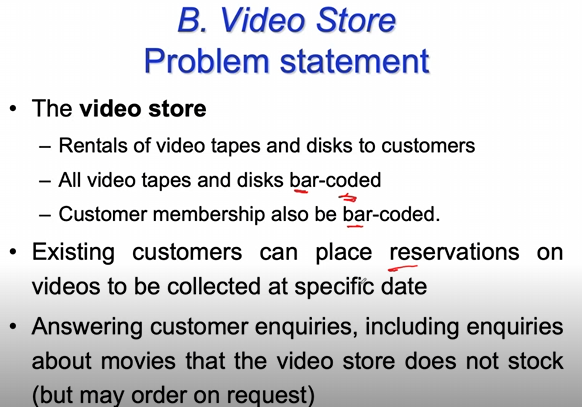 B. Video Store
Problem statement
• The video store
– Rentals of video tapes and disks to customers
– All video tapes and disks bar-coded
– Customer membership also be bar-coded.
• Existing customers can place reservations on
videos to be collected at specific date
• Answering customer enquiries, including enquiries
about movies that the video store does not stock
(but may order on request)